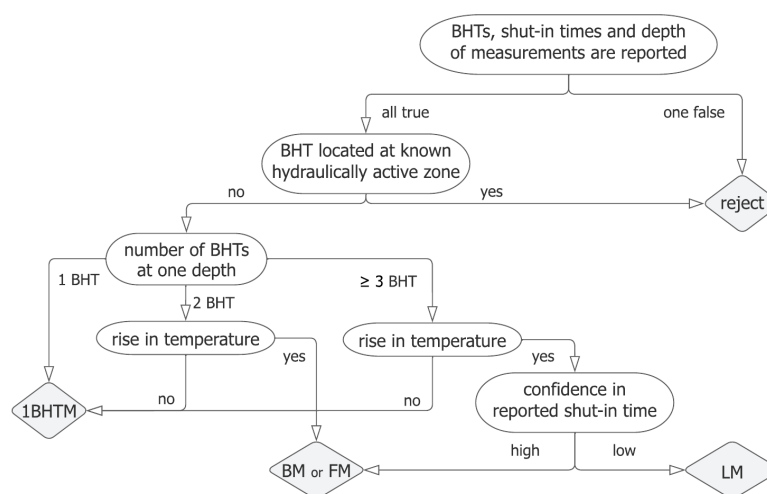 BHTs, shut-in times and depth
of measurements are reported
all true
one false
BHT located at known
hydraulically active zone
no
yes
reject
number of BHTs
at one depth
1 BHT
2 BHT
≥ 3 BHT
rise in temperature
yes
rise in temperature
yes
no
no
confidence in
reported shut-in time
1BHTM
high
low
BM or FM
LM